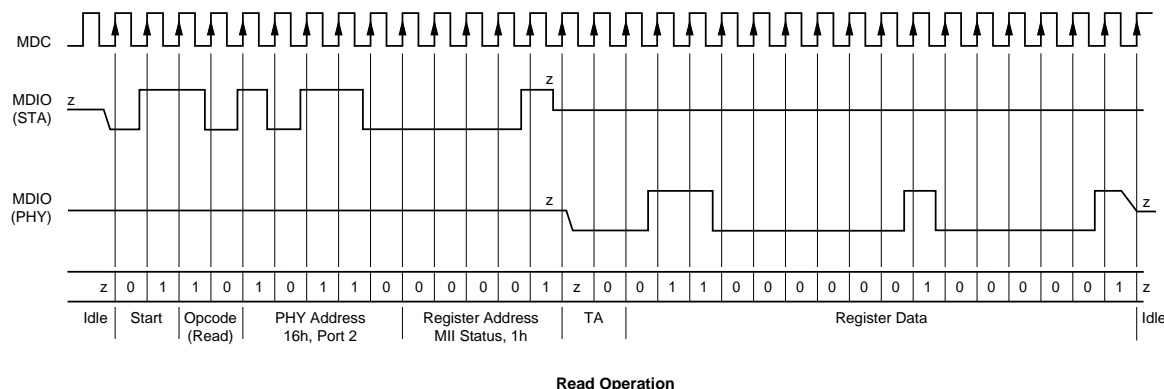 MDC
z
MDIO
(STA)
z
MDIO
(PHY)
z
z
z
z 0 1 1 0 1 0 1 1 0 0 0 0 0 1 z 0 0 1 1 0 0 0 0 0 0 1 0 0 0 0 0 1 z
Idle Start Opcode PHY Address Register Address TA Register Data Idle
(Read) 16h, Port 2 MII Status, 1h
Read Operation